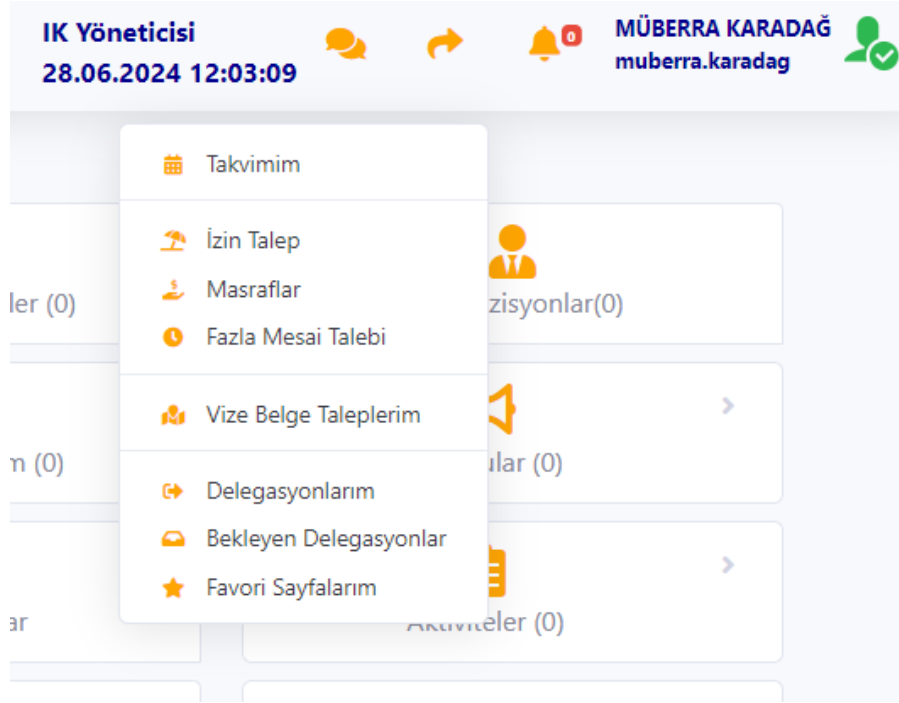 IK Yöneticisi
28.06.2024 12:03:09
0
MÜBERRA KARADAĞ
muberra.karadag
Takvimim
İzin Talep
Masraflar
Fazla Mesai Talebi
Vize Belge Taleplerim
Delegasyonlarım
Bekleyen Delegasyonlar
Favori Sayfalarım
ler (0)
zisyonlar(0)
m (0)
ular (0)
ar
Aktiviteler (0)